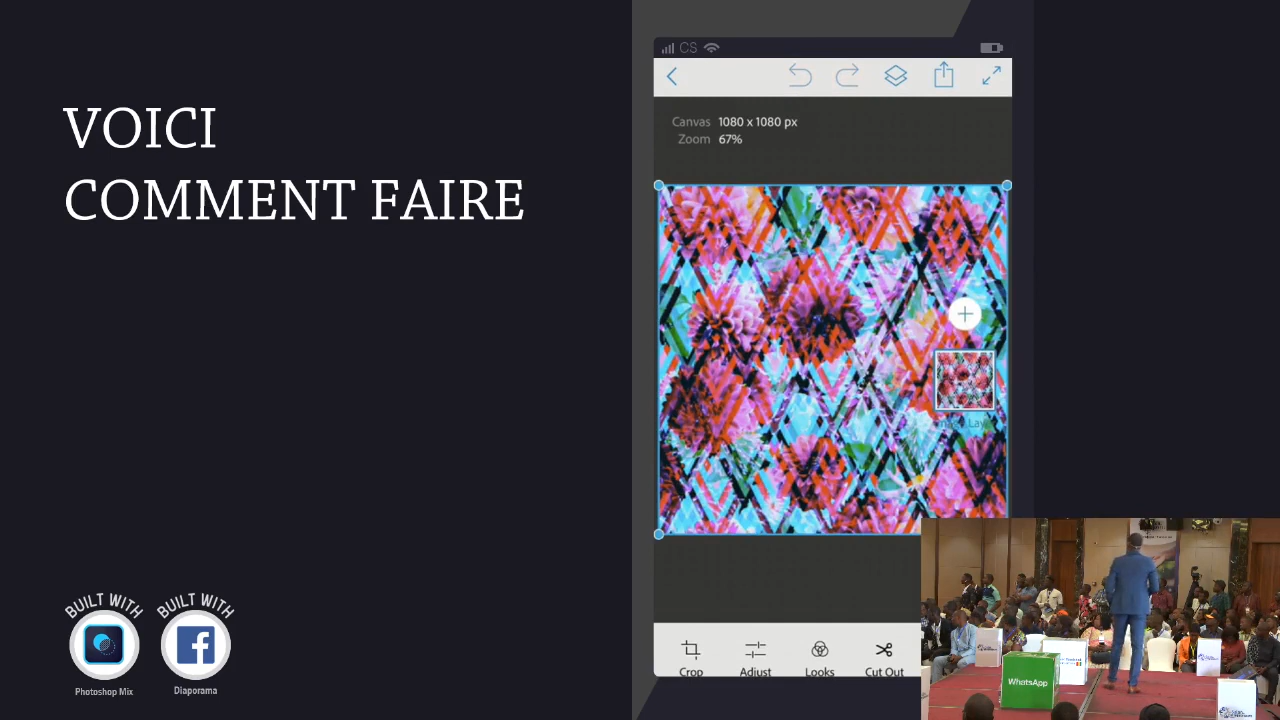 VOICI
COMMENT FAIRE
CS
Canvas 1080 x 1080 px
Zoom 67%
Crop
Adjust
Looks
Cut Out
BUILT WITH
Photoshop Mix
BUILT WITH
Diaporama
WhatsApp